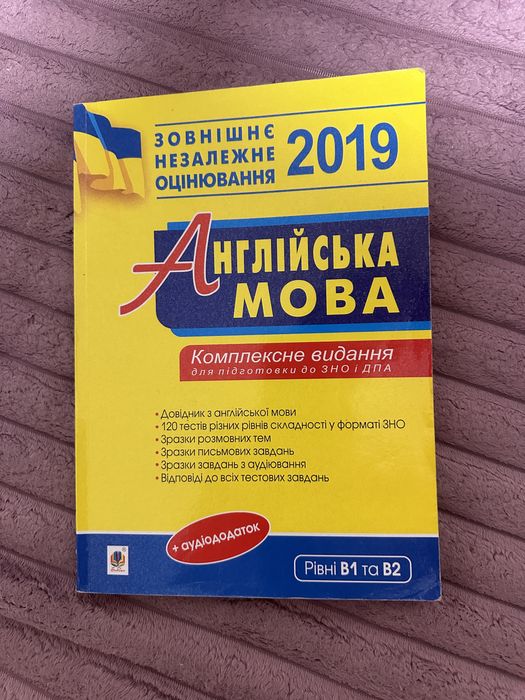 ЗОВНІШНЄ
НЕЗАЛЕЖНЕ
ОЦІНЮВАННЯ
2019
АНГЛІЙСЬКА
МОВА
Комплексне видання
для підготовки до ЗНО і ДПА
• Довідник з англійської мови
• 120 тестів різних рівнів складності у форматі ЗНО
• Зразки розмовних тем
• Зразки письмових завдань
• Зразки завдань з аудіювання
• Відповіді до всіх тестових завдань
+ аудіододаток
Рівні В1 та В2